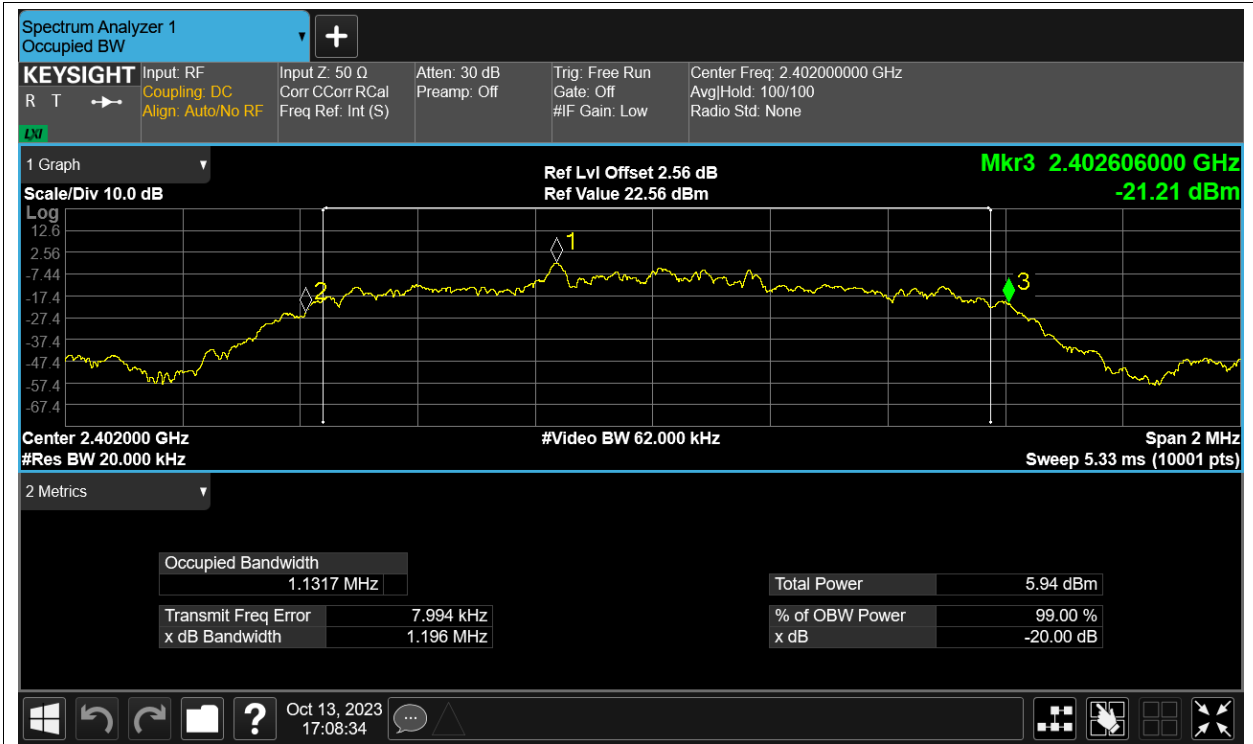 Spectrum Analyzer 1
Occupied BW
KEYSIGHT
R T
LXI
Input: RF
Coupling: DC
Align: Auto/No RF
Input Z: 50 Ω
Corr CCorr RCal
Freq Ref: Int (S)
Atten: 30 dB
Preamp: Off
Trig: Free Run
Gate: Off
#IF Gain: Low
Center Freq: 2.402000000 GHz
Avg|Hold: 100/100
Radio Std: None
1 Graph
Scale/Div 10.0 dB
Ref Lvl Offset 2.56 dB
Ref Value 22.56 dBm
Mkr3 2.402606000 GHz
-21.21 dBm
Log
12.6
2.56
-7.44
-17.4
-27.4
-37.4
-47.4
-57.4
-67.4
1
2
3
Center 2.402000 GHz
#Video BW 62.000 kHz
Span 2 MHz
#Res BW 20.000 kHz
Sweep 5.33 ms (10001 pts)
2 Metrics
Occupied Bandwidth
1.1317 MHz
Total Power 5.94 dBm
Transmit Freq Error 7.994 kHz
% of OBW Power 99.00 %
x dB Bandwidth 1.196 MHz
x dB -20.00 dB
?
Oct 13, 2023
17:08:34